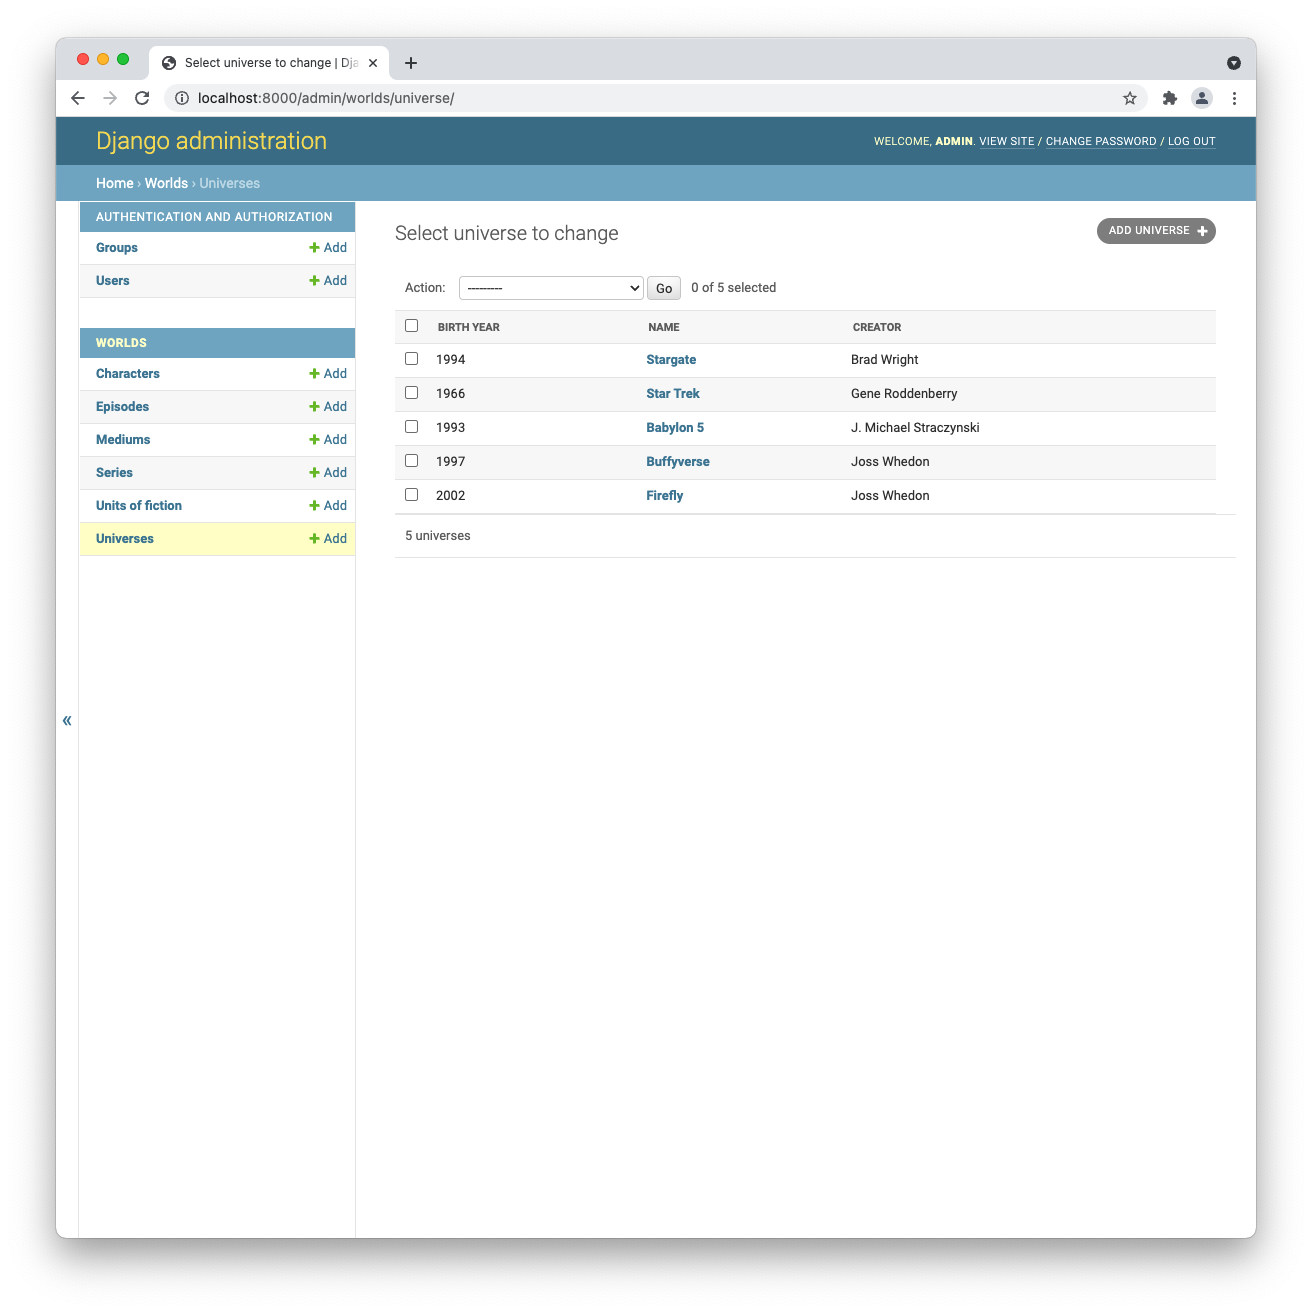 Select universe to change | Dja
localhost:8000/admin/worlds/universe/
Django administration
WELCOME, ADMIN. VIEW SITE / CHANGE PASSWORD / LOG OUT
Home › Worlds › Universes
AUTHENTICATION AND AUTHORIZATION
Groups + Add
Users + Add
WORLDS
Characters + Add
Episodes + Add
Mediums + Add
Series + Add
Units of fiction + Add
Universes + Add
«
Select universe to change
ADD UNIVERSE +
Action: --------- Go 0 of 5 selected
BIRTH YEAR NAME CREATOR
1994 Stargate Brad Wright
1966 Star Trek Gene Roddenberry
1993 Babylon 5 J. Michael Straczynski
1997 Buffyverse Joss Whedon
2002 Firefly Joss Whedon
5 universes